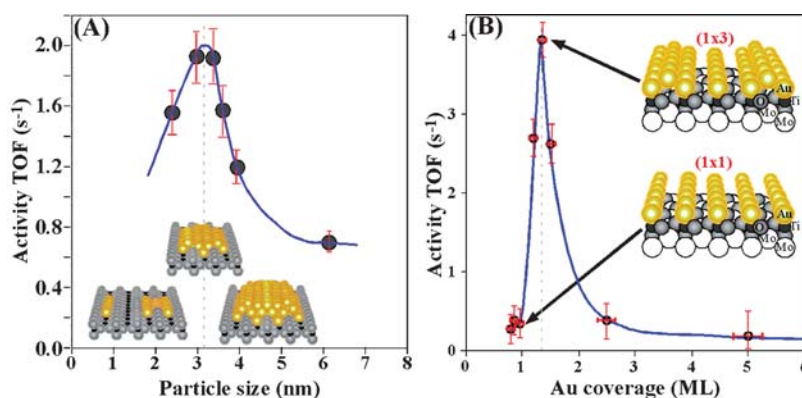 (A)
Activity TOF (s⁻¹)
2.0
1.6
1.2
0.8
0.4
0.0
0 1 2 3 4 5 6 7 8
Particle size (nm)
(B)
Activity TOF (s⁻¹)
4
3
2
1
0
0 1 2 3 4 5 6
Au coverage (ML)
(1x3)
Au
O Ti
Mo
Mo
(1x1)
Au
O Ti
Mo
Mo